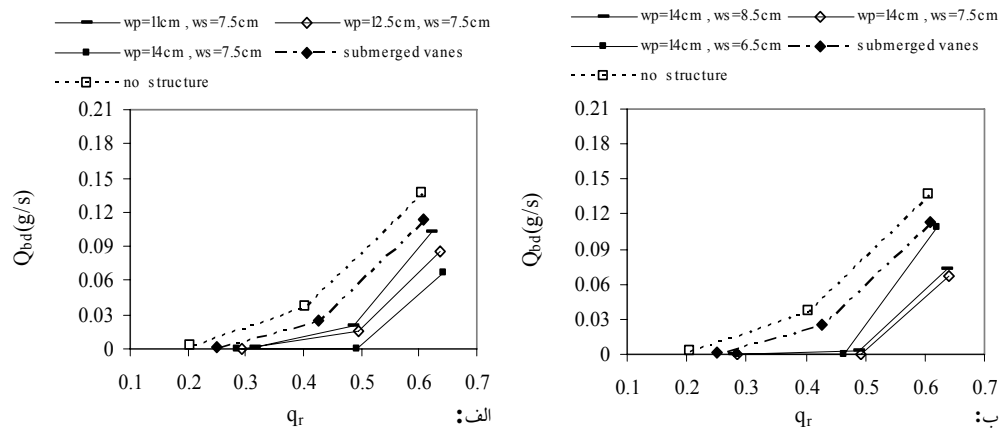 wp=11cm , ws=7.5cm
wp=12.5cm, ws=7.5cm
wp=14cm , ws=7.5cm
submerged vanes
no structure
0.21
0.18
0.15
0.12
0.09
0.06
0.03
0
Qbd(g/s)
0.1 0.2 0.3 0.4 0.5 0.6 0.7
qr
الف:
wp=14cm , ws=8.5cm
wp=14cm , ws=7.5cm
wp=14cm , ws=6.5cm
submerged vanes
no structure
0.21
0.18
0.15
0.12
0.09
0.06
0.03
0
Qbd(g/s)
0.1 0.2 0.3 0.4 0.5 0.6 0.7
qr
ب: